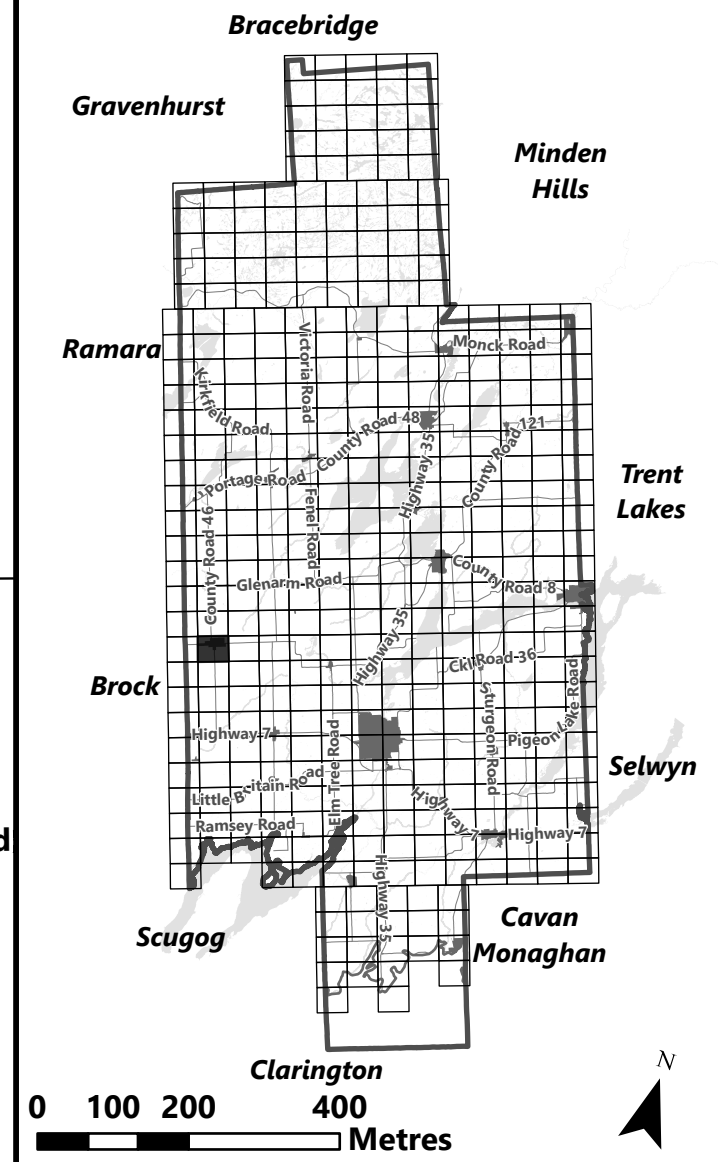 Bracebridge
Gravenhurst
Minden
Hills
Ramara
Monck Road
Victoria Road
Kirkfield Road
County Road 48
County Road 121
Highway 35
Trent
Lakes
Portage Road
Fenel Road
County Road 46
Glenarm Road
County Road 8
Highway 35
Ckl Road 36
Brock
Sturgeon Road
Pigeon Lake Road
Highway 7
Elm Tree Road
Selwyn
Little Britain Road
Highway 7
Ramsey Road
Highway 7
d
Highway 35
Scugog
Cavan
Monaghan
Clarington
N
0 100 200 400
Metres